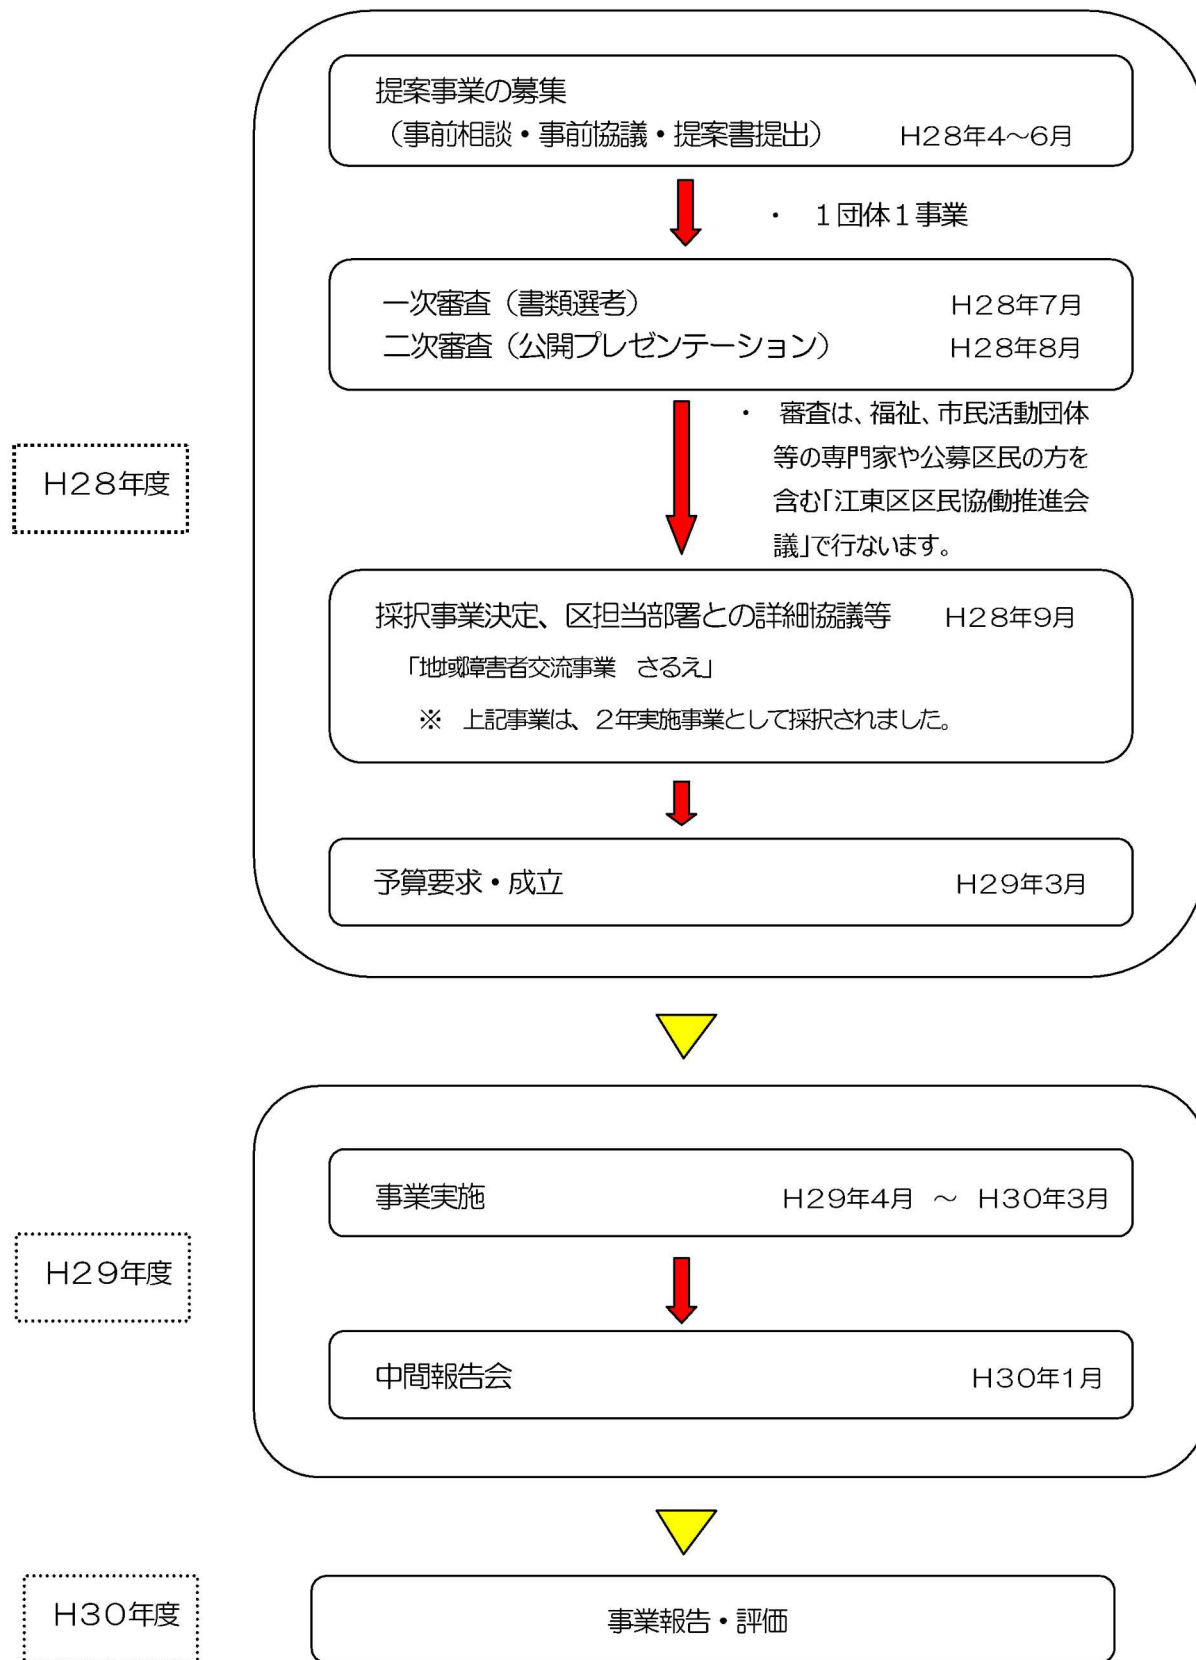 提案事業の募集
（事前相談・事前協議・提案書提出） H28年4～6月
・ 1団体1事業
一次審査（書類選考） H28年7月
二次審査（公開プレゼンテーション） H28年8月
・ 審査は、福祉、市民活動団体
等の専門家や公募区民の方を
含む「江東区区民協働推進会
議」で行ないます。
H28年度
採択事業決定、区担当部署との詳細協議等 H28年9月
「地域障害者交流事業 さるえ」
※ 上記事業は、2年実施事業として採択されました。
予算要求・成立 H29年3月
事業実施 H29年4月 ～ H30年3月
H29年度
中間報告会 H30年1月
H30年度
事業報告・評価